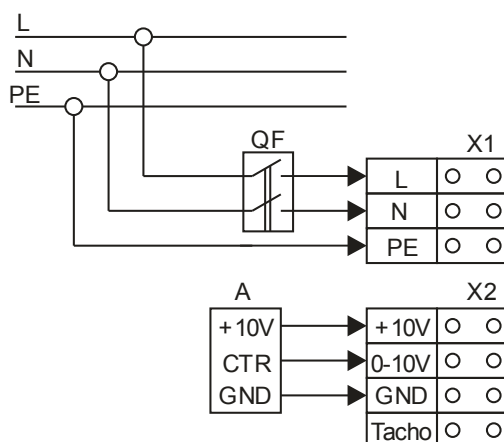 L
N
PE
QF
X1
L
N
PE
A
X2
+10V
+10V
CTR
0-10V
GND
GND
Tacho